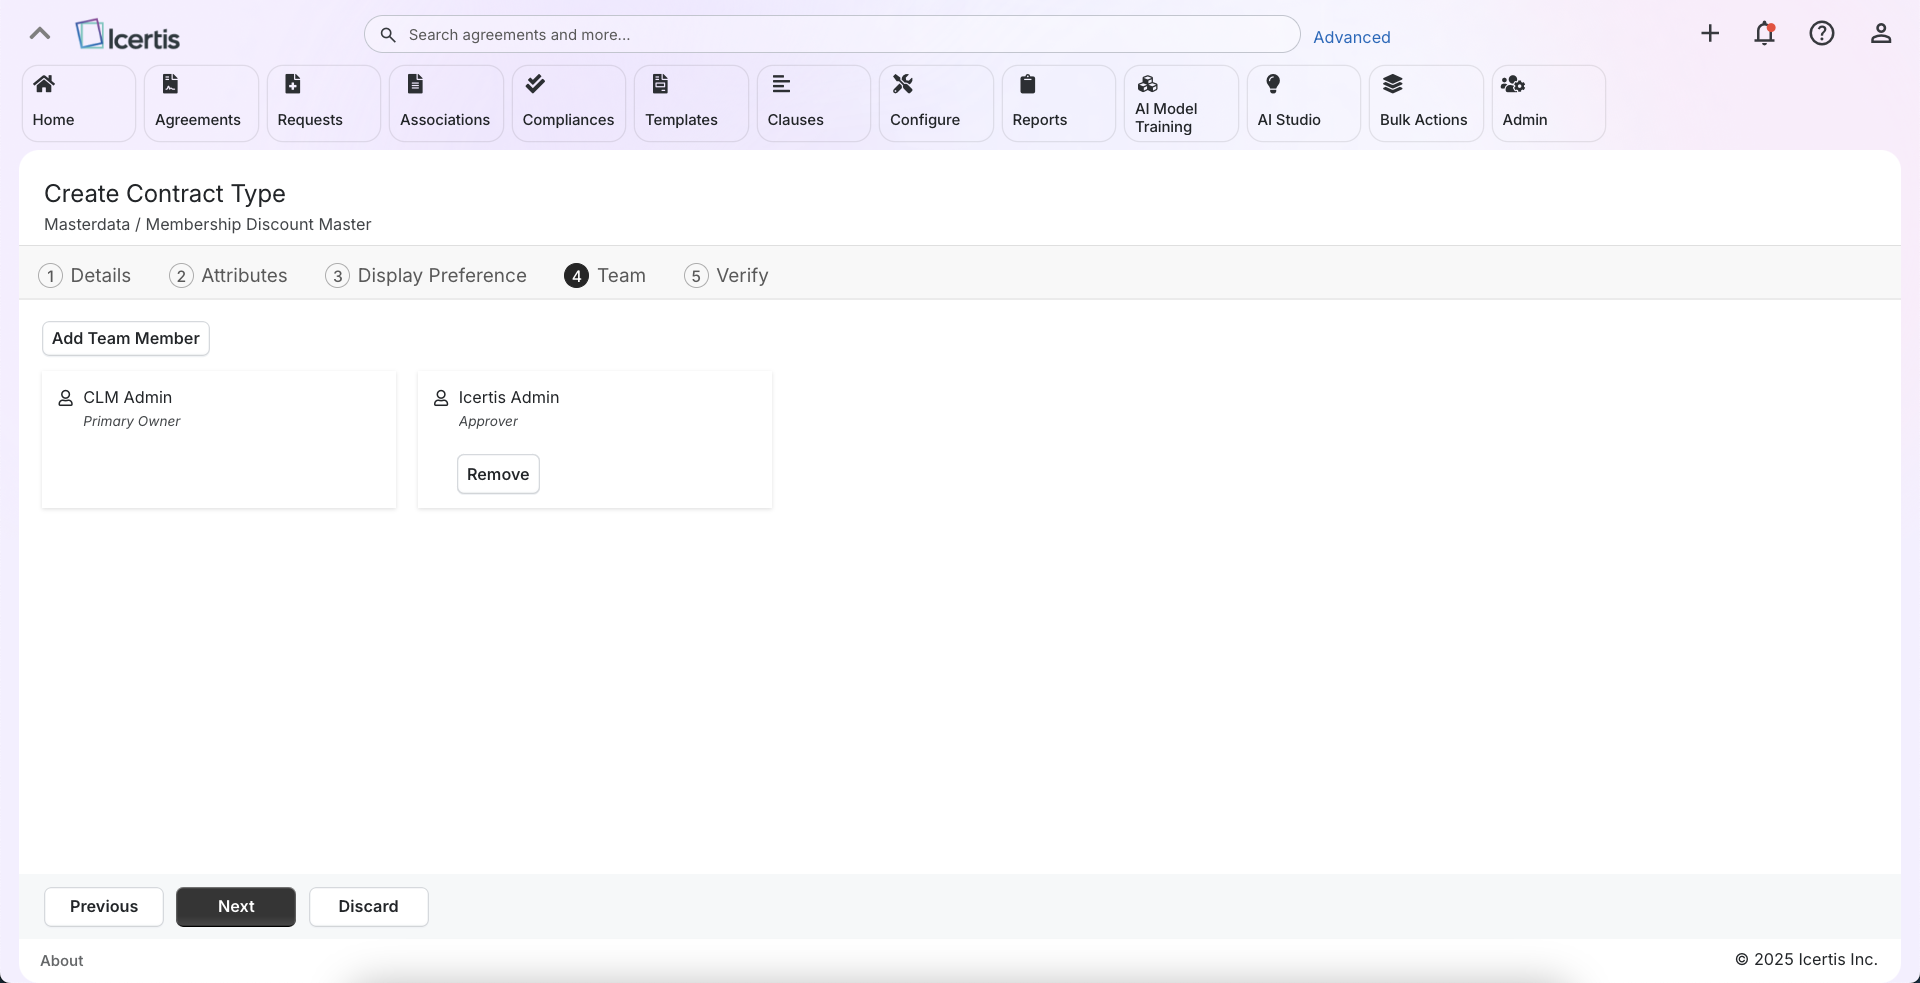 Icertis
Search agreements and more...
Advanced
Home
Agreements
Requests
Associations
Compliances
Templates
Clauses
Configure
Reports
AI Model
Training
AI Studio
Bulk Actions
Admin
Create Contract Type
Masterdata / Membership Discount Master
1 Details
2 Attributes
3 Display Preference
4 Team
5 Verify
Add Team Member
CLM Admin
Primary Owner
Icertis Admin
Approver
Remove
Previous
Next
Discard
About
© 2025 Icertis Inc.